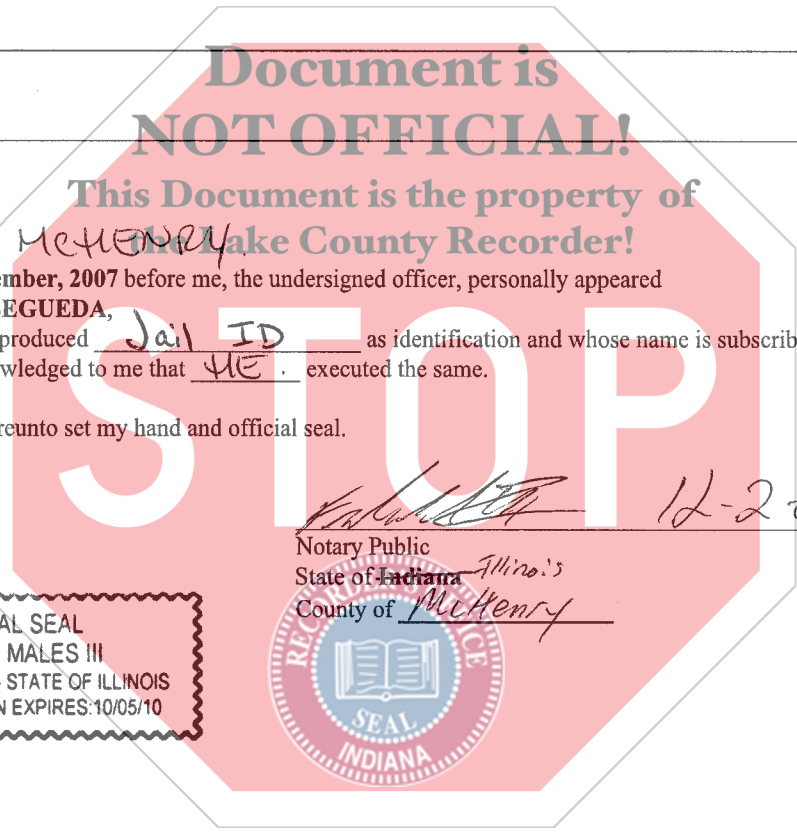 Document is
NOT OFFICIAL!
This Document is the property of
the Lake County Recorder!
McHENRY.
ember, 2007 before me, the undersigned officer, personally appeared
EGUEDA,
produced Jail ID as identification and whose name is subscrib
wledged to me that HE. executed the same.
reunto set my hand and official seal.
STOP
12-2
Notary Public
State of Indiana Illinois
County of McHenry
AL SEAL
MALES III
STATE OF ILLINOIS
N EXPIRES:10/05/10
RECORDER'S OFFICE
SEAL
INDIANA